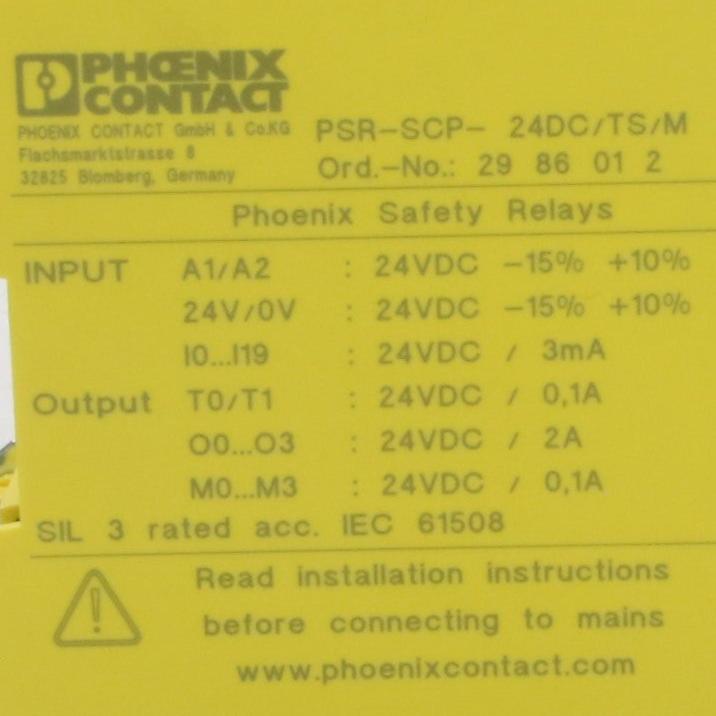 PHOENIX
CONTACT
PHOENIX CONTACT GmbH & Co.KG
Flachsmarktstrasse 8
32825 Blomberg, Germany
PSR-SCP- 24DC/TS/M
Ord.-No.: 29 86 01 2
Phoenix Safety Relays
INPUT A1/A2 : 24VDC -15% +10%
24V/0V : 24VDC -15% +10%
I0...I19 : 24VDC / 3mA
Output T0/T1 : 24VDC / 0,1A
O0...O3 : 24VDC / 2A
M0...M3 : 24VDC / 0,1A
SIL 3 rated acc. IEC 61508
Read installation instructions
before connecting to mains
www.phoenixcontact.com